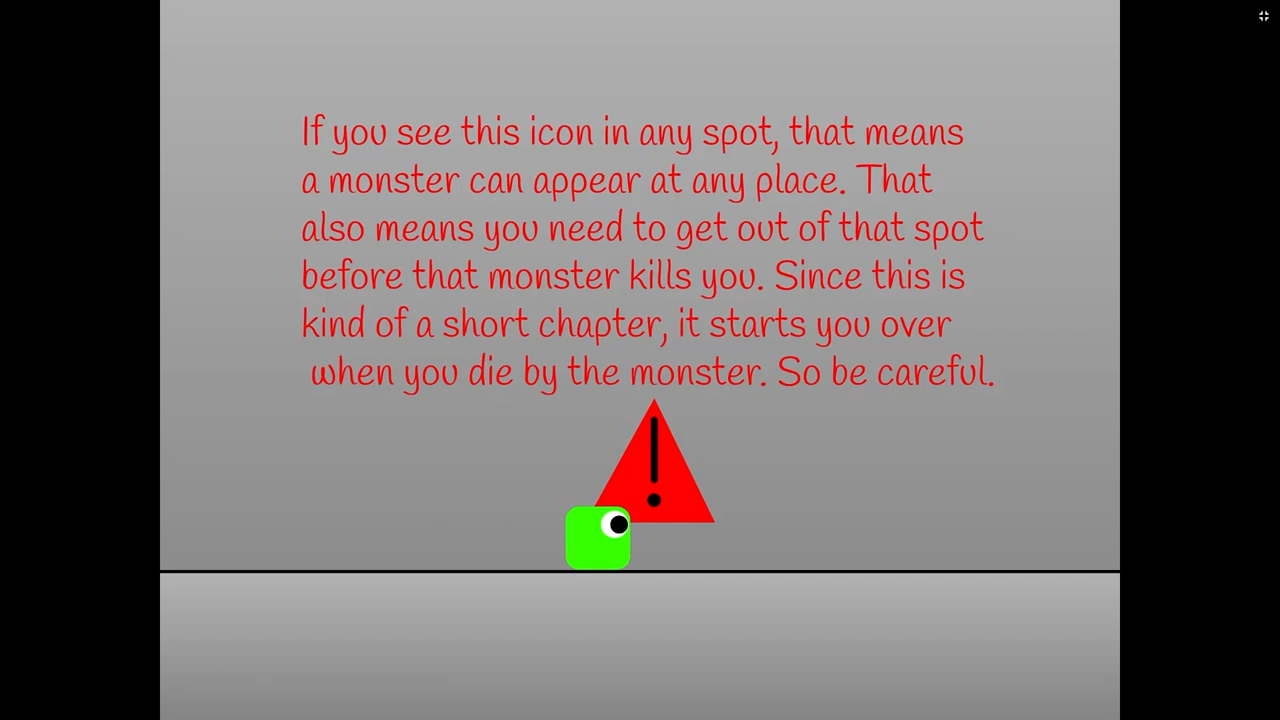 If you see this icon in any spot, that means
a monster can appear at any place. That
also means you need to get out of that spot
before that monster kills you. Since this is
kind of a short chapter, it starts you over
when you die by the monster. So be careful.
!